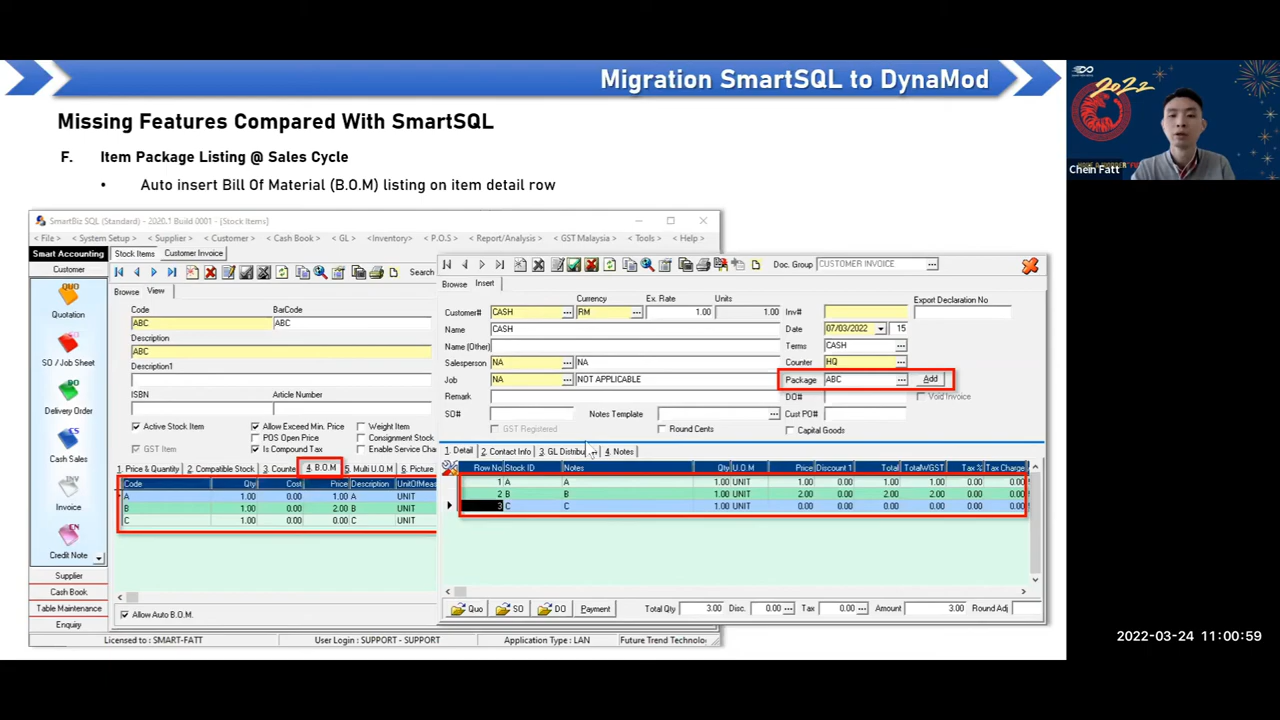 Migration SmartSQL to DynaMod
Missing Features Compared With SmartSQL
F. Item Package Listing @ Sales Cycle
• Auto insert Bill Of Material (B.O.M) listing on item detail row
SmartBiz SQL (Standard) - 2020.1 Build 0001 - [Stock Items]
< File > < System Setup > < Supplier > < Customer > < Cash Book > < GL > <Inventory> < P.O.S > < Report/Analysis > < GST Malaysia > < Tools > < Help >
Smart Accounting
Customer
Quotation
SO / Job Sheet
Delivery Order
Cash Sales
Invoice
Credit Note
Supplier
Cash Book
Table Maintenance
Enquiry
Stock Items Customer Invoice
Search
Browse View
Code BarCode
ABC ABC
Description
ABC
Description1
ISBN Article Number
Active Stock Item Allow Exceed Min. Price Weight Item
POS Open Price Consignment Stock
GST Item Is Compound Tax Enable Service Cha
1. Price & Quantity 2. Compatible Stock 3. Counte 4. B.O.M 5. Multi U.O.M 6. Picture
Code Qty Cost Price Description UnitOfMeas
A 1.00 0.00 1.00 A UNIT
B 1.00 0.00 2.00 B UNIT
C 1.00 0.00 0.00 C UNIT
Allow Auto B.O.M.
Licensed to : SMART-FATT User Login : SUPPORT - SUPPORT Application Type : LAN Future Trend Technolo
Doc. Group CUSTOMER INVOICE
Browse Insert
Currency Ex. Rate Units Export Declaration No
Customer# CASH RM 1.00 1.00 Inv#
Name CASH Date 07/03/2022 15
Name (Other) Terms CASH
Salesperson NA NA Counter HQ
Job NA NOT APPLICABLE Package ABC Add
Remark DO# Void Invoice
SO# Notes Template Cust PO#
GST Registered Round Cents Capital Goods
1. Detail 2. Contact Info 3. GL Distribu 4. Notes
Row No Stock ID Notes Qty U.O.M Price Discount 1 Total TotalWGST Tax % Tax Charge
1 A A 1.00 UNIT 1.00 0.00 1.00 1.00 0.00 0.00
2 B B 1.00 UNIT 2.00 0.00 2.00 2.00 0.00 0.00
3 C C 1.00 UNIT 0.00 0.00 0.00 0.00 0.00 0.00
Quo SO DO Payment Total Qty 3.00 Disc. 0.00 Tax 0.00 Amount 3.00 Round Adj
2022
Chein Fatt
2022-03-24 11:00:59